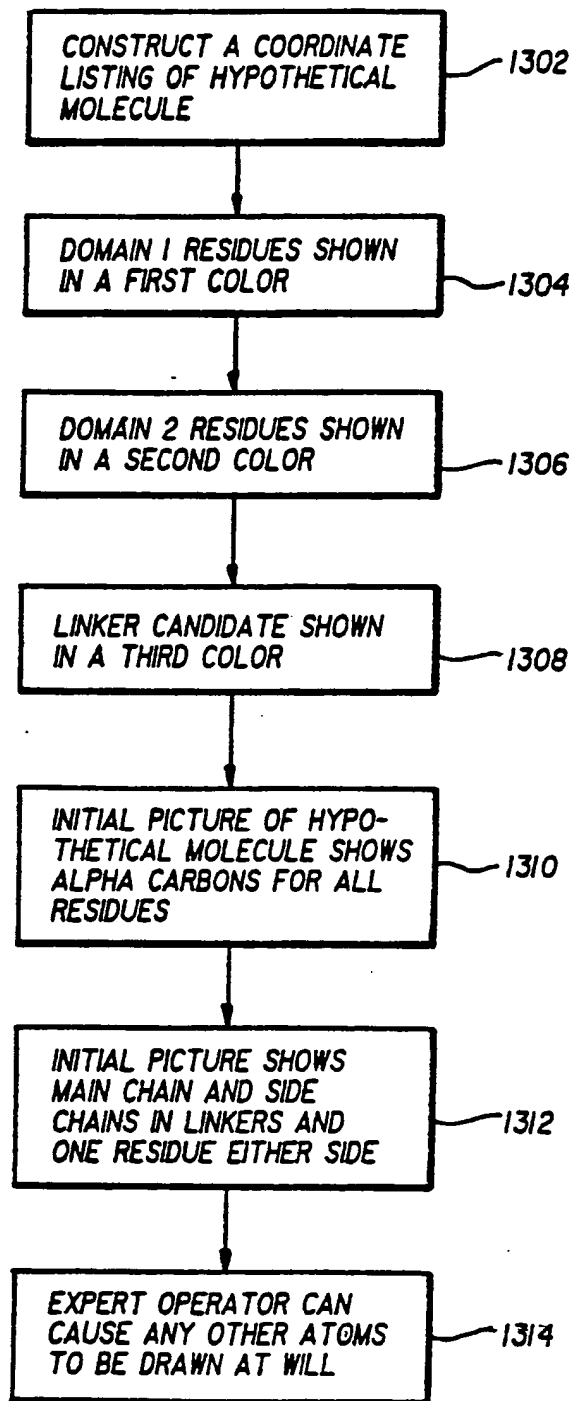 CONSTRUCT A COORDINATE
LISTING OF HYPOTHETICAL
MOLECULE
1302
DOMAIN 1 RESIDUES SHOWN
IN A FIRST COLOR
1304
DOMAIN 2 RESIDUES SHOWN
IN A SECOND COLOR
1306
LINKER CANDIDATE SHOWN
IN A THIRD COLOR
1308
INITIAL PICTURE OF HYPO-
THETICAL MOLECULE SHOWS
ALPHA CARBONS FOR ALL
RESIDUES
1310
INITIAL PICTURE SHOWS
MAIN CHAIN AND SIDE
CHAINS IN LINKERS AND
ONE RESIDUE EITHER SIDE
1312
EXPERT OPERATOR CAN
CAUSE ANY OTHER ATOMS
TO BE DRAWN AT WILL
1314